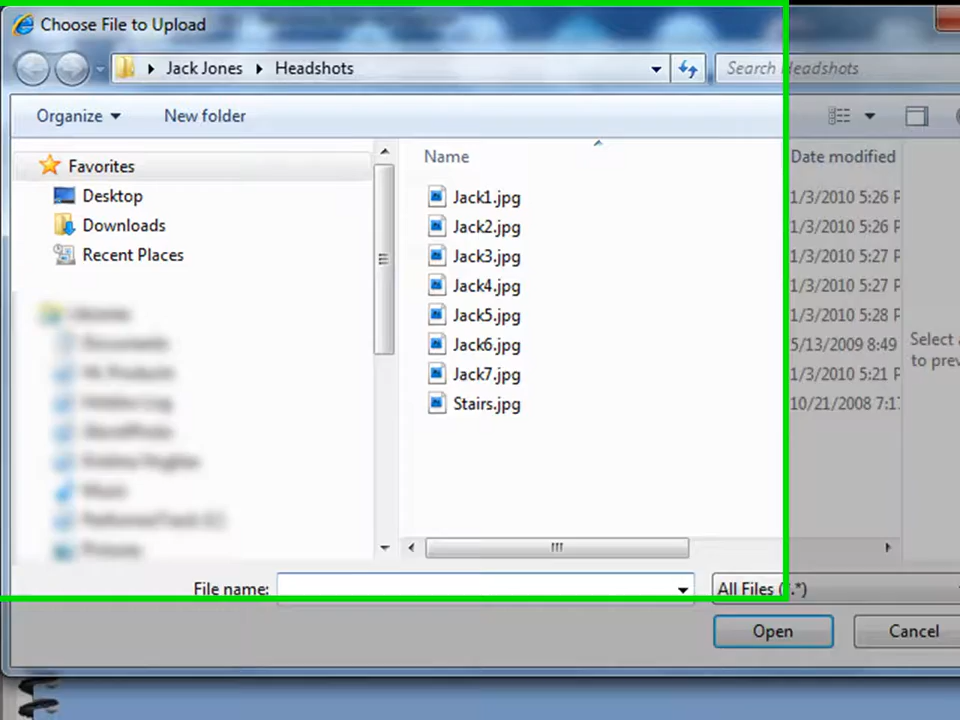 Choose File to Upload
Jack Jones Headshots Search Headshots
Organize New folder
Name Date modified
Favorites
Desktop
Downloads
Recent Places
Jack1.jpg 1/3/2010 5:26 P
Jack2.jpg 1/3/2010 5:26 P
Jack3.jpg 1/3/2010 5:27 P
Jack4.jpg 1/3/2010 5:27 P
Jack5.jpg 1/3/2010 5:28 P
Jack6.jpg 5/13/2009 8:49
Jack7.jpg 1/3/2010 5:21 P
Stairs.jpg 10/21/2008 7:1
Select
to prev
Libraries
Documents
Music
Pictures
File name: All Files (*.*)
Open Cancel